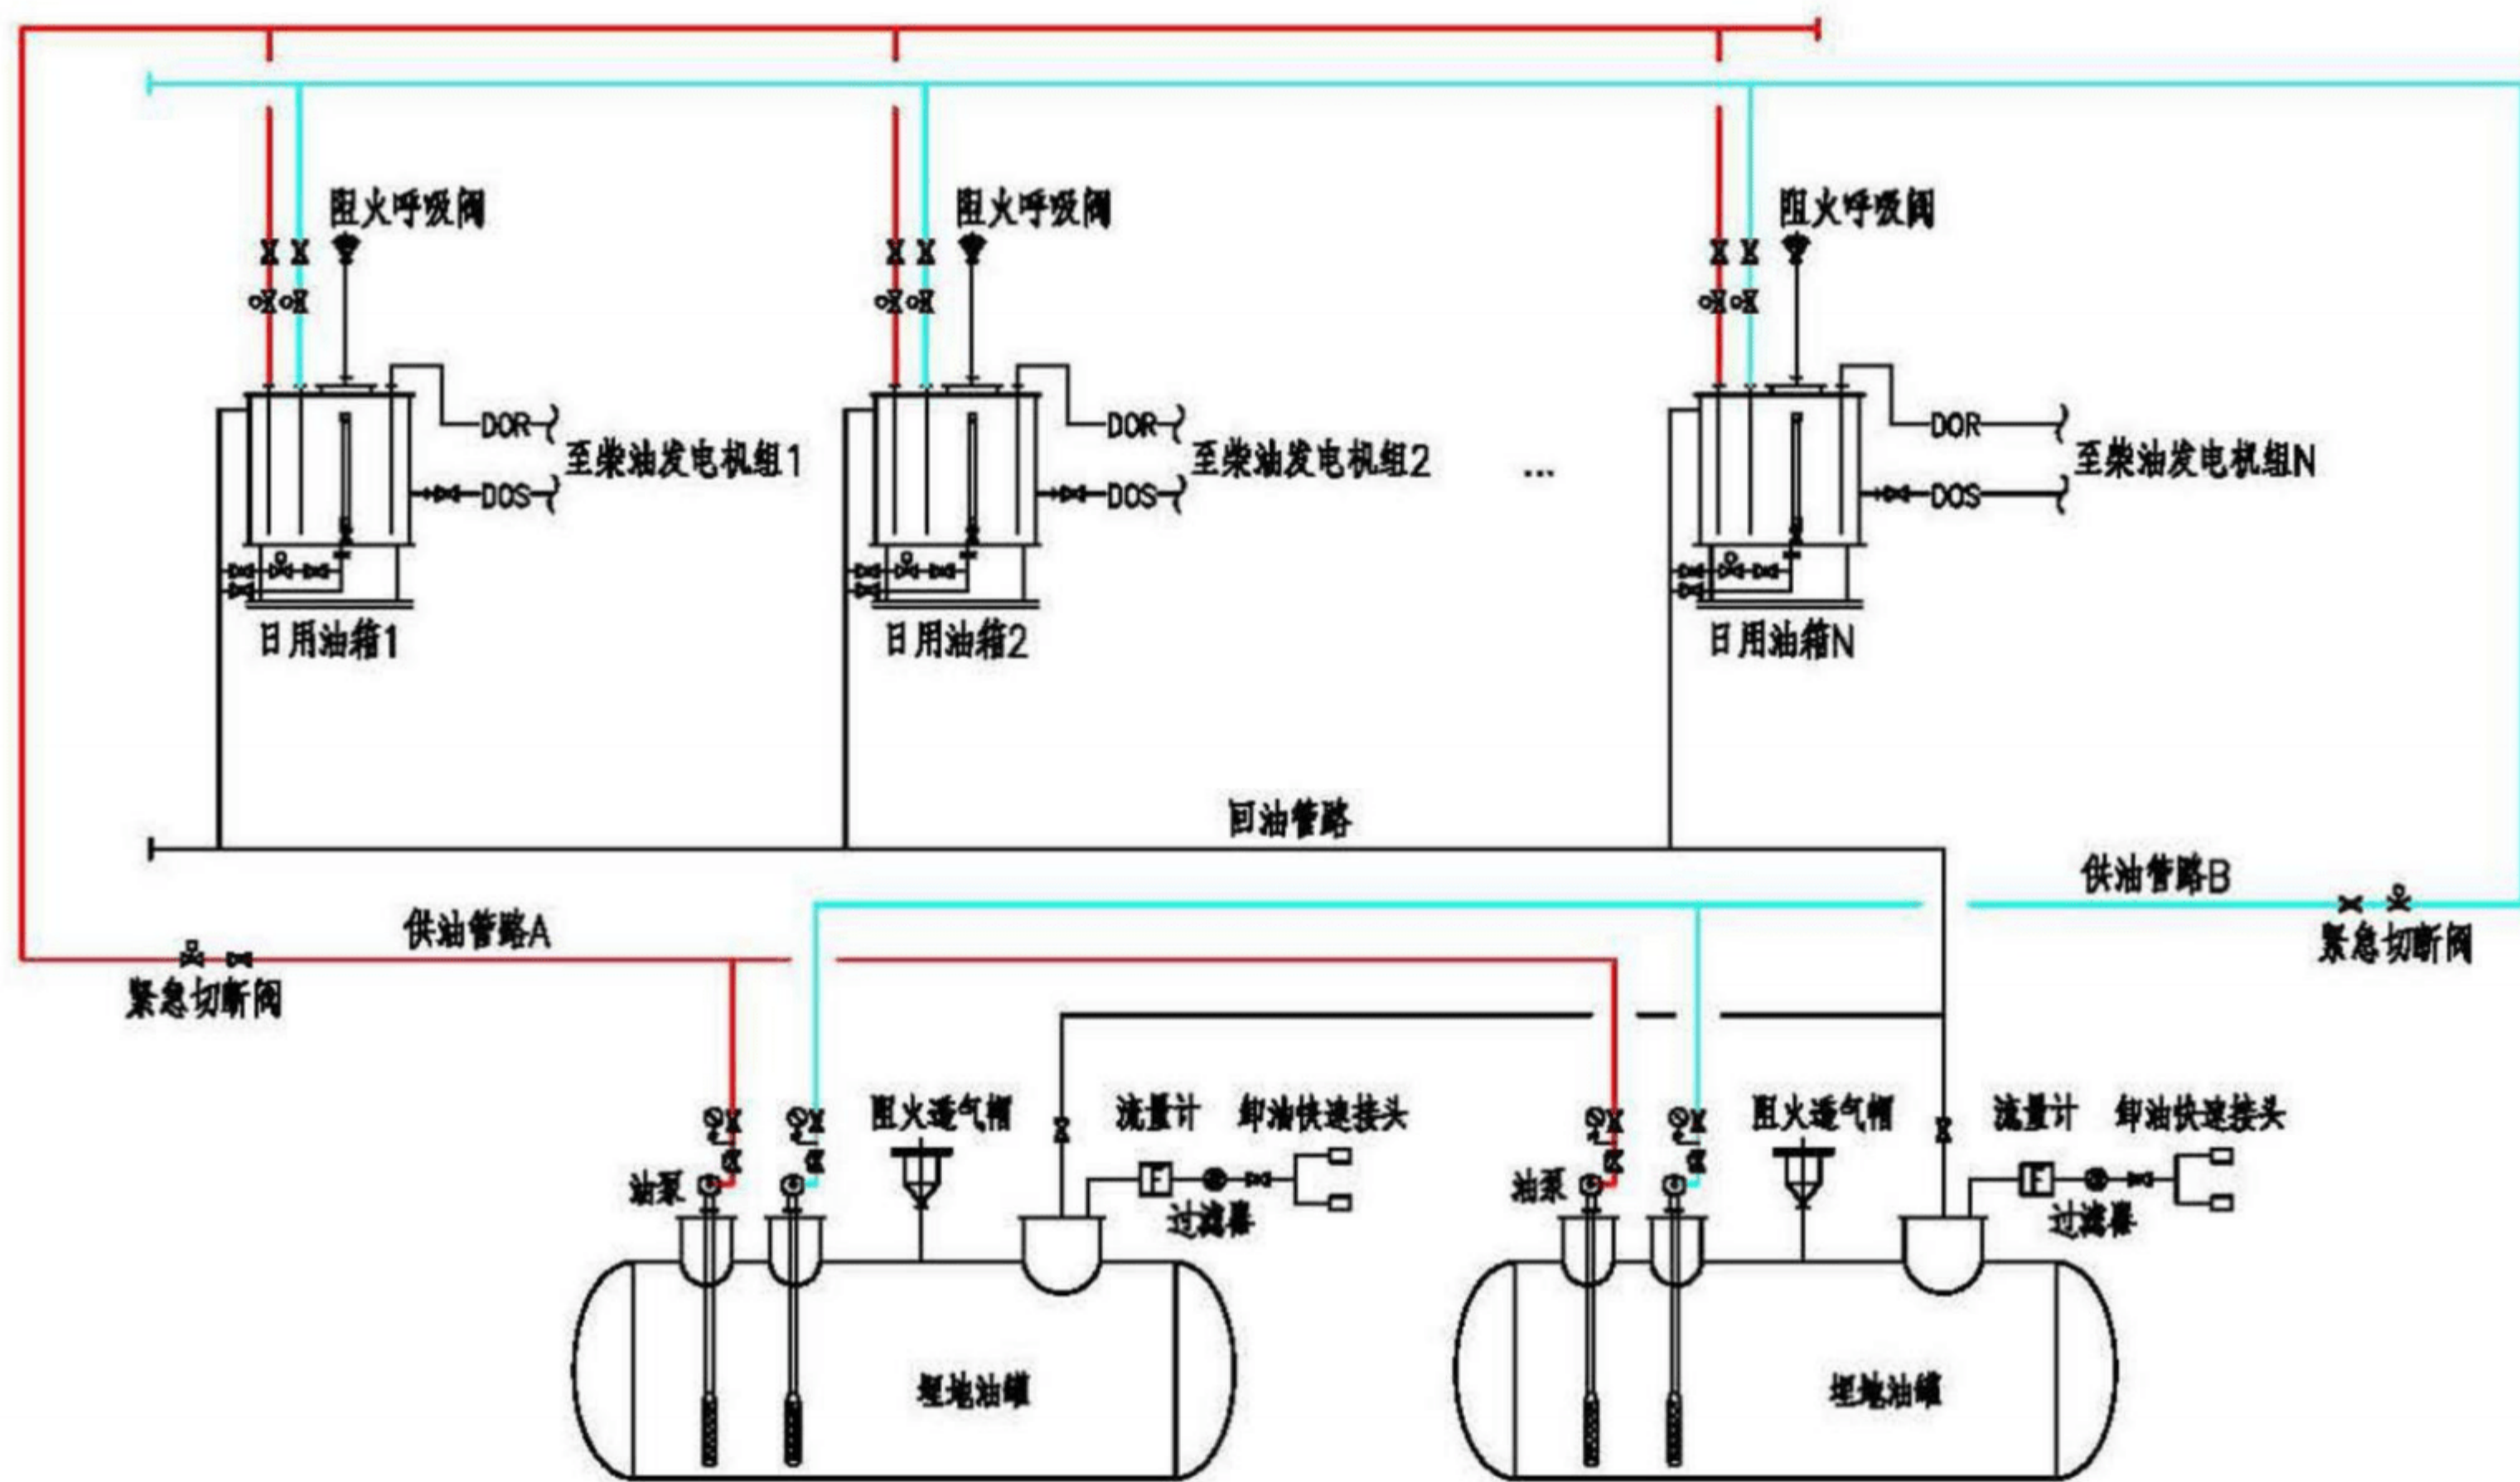 阻火呼吸阀
阻火呼吸阀
阻火呼吸阀
DOR
至柴油发电机组1
DOS
DOR
至柴油发电机组2
DOS
...
DOR
至柴油发电机组N
DOS
日用油箱1
日用油箱2
日用油箱N
回油管路
供油管路B
紧急切断阀
供油管路A
紧急切断阀
阻火透气帽
流量计
卸油快速接头
阻火透气帽
流量计
卸油快速接头
油泵
F
过滤器
油泵
F
过滤器
埋地油罐
埋地油罐